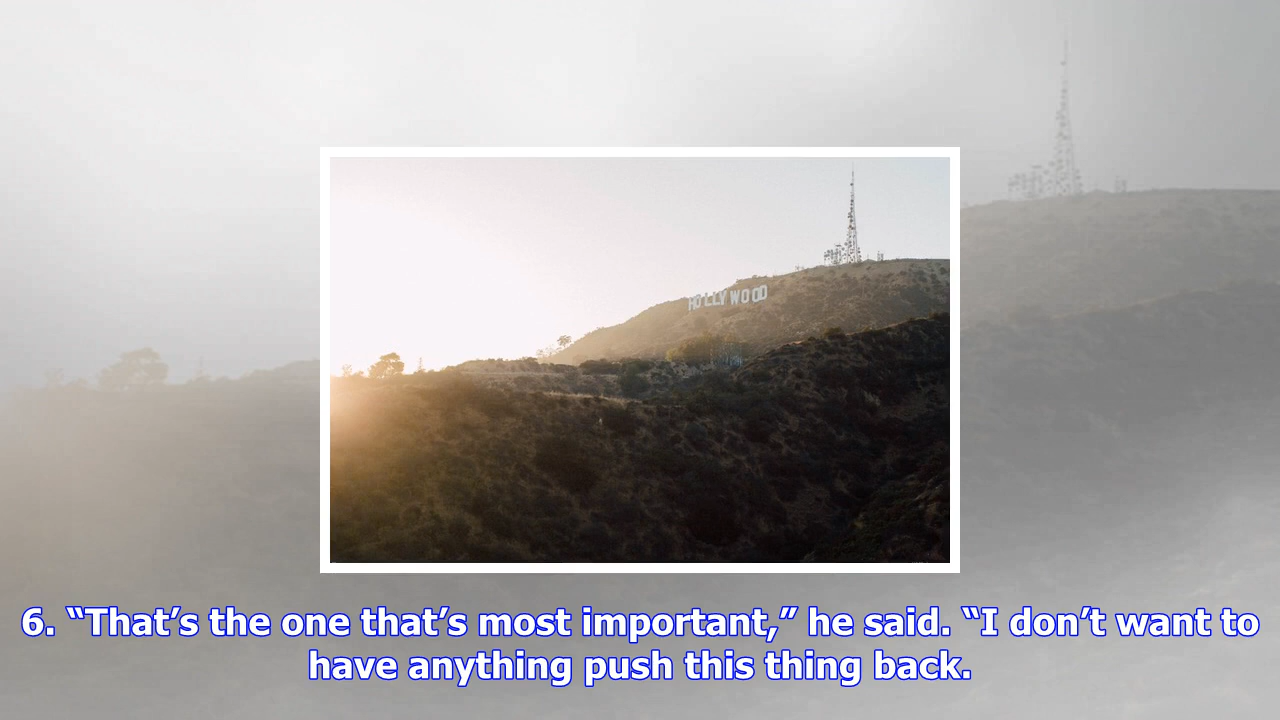 HOLLYWOOD
6. “That’s the one that’s most important,” he said. “I don’t want to
have anything push this thing back.